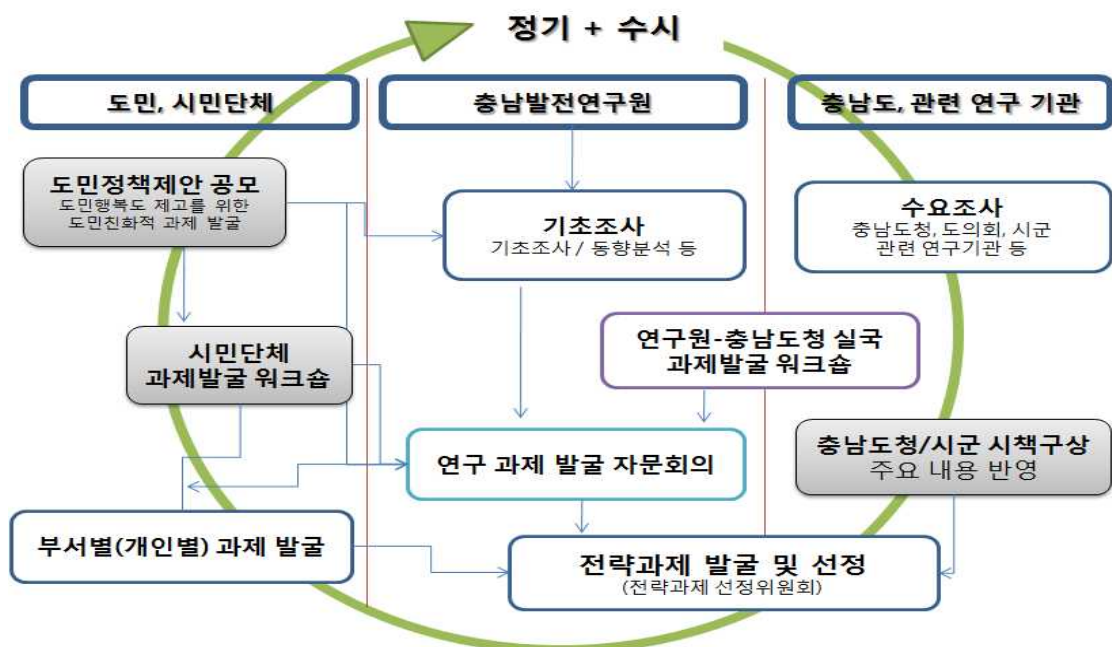 정기 + 수시
도민, 시민단체
충남발전연구원
충남도, 관련 연구 기관
도민정책제안 공모
도민행복도 제고를 위한
도민친화적 과제 발굴
기초조사
기초조사 / 동향분석 등
수요조사
충남도청, 도의회, 시군
관련 연구기관 등
시민단체
과제발굴 워크숍
연구원-충남도청 실국
과제발굴 워크숍
연구 과제 발굴 자문회의
충남도청/시군 시책구상
주요 내용 반영
부서별(개인별) 과제 발굴
전략과제 발굴 및 선정
(전략과제 선정위원회)